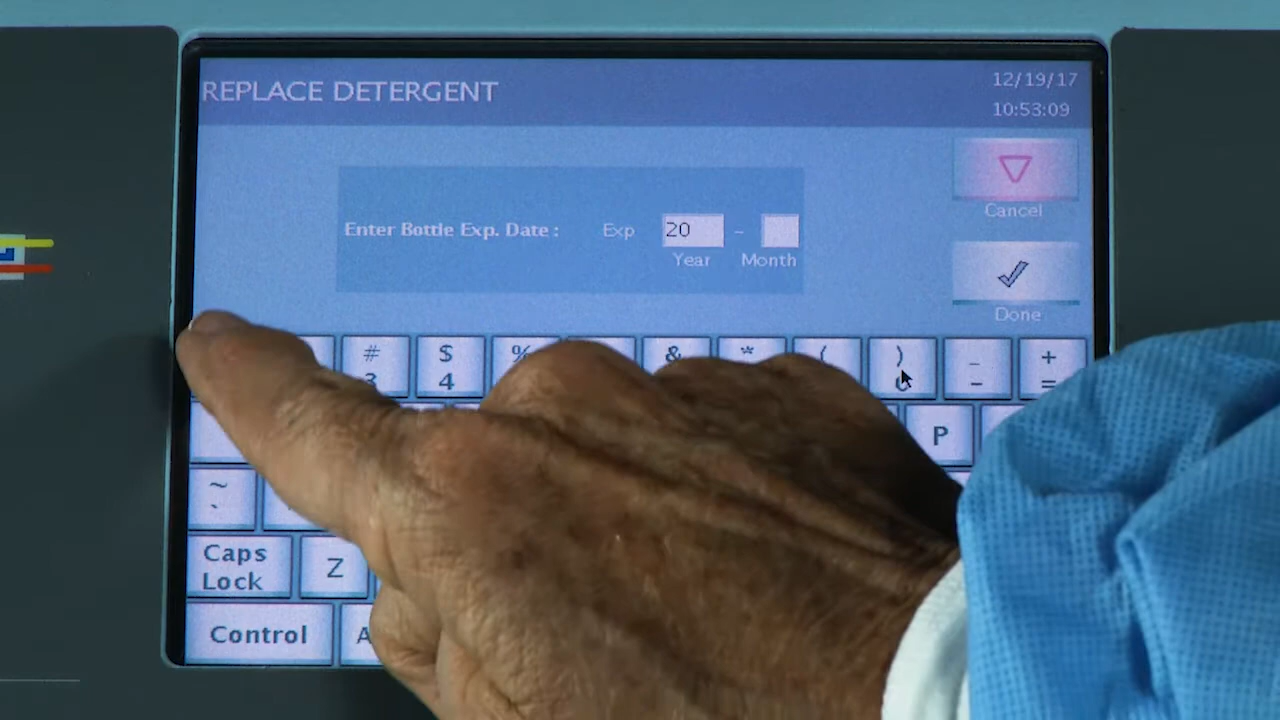 REPLACE DETERGENT
12/19/17
10:53:09
Cancel
Enter Bottle Exp. Date : Exp 20 –
Year Month
Done
# $ % & * ( ) _ +
3 4 - =
P
~
`
Caps
Lock
Z
Control
A